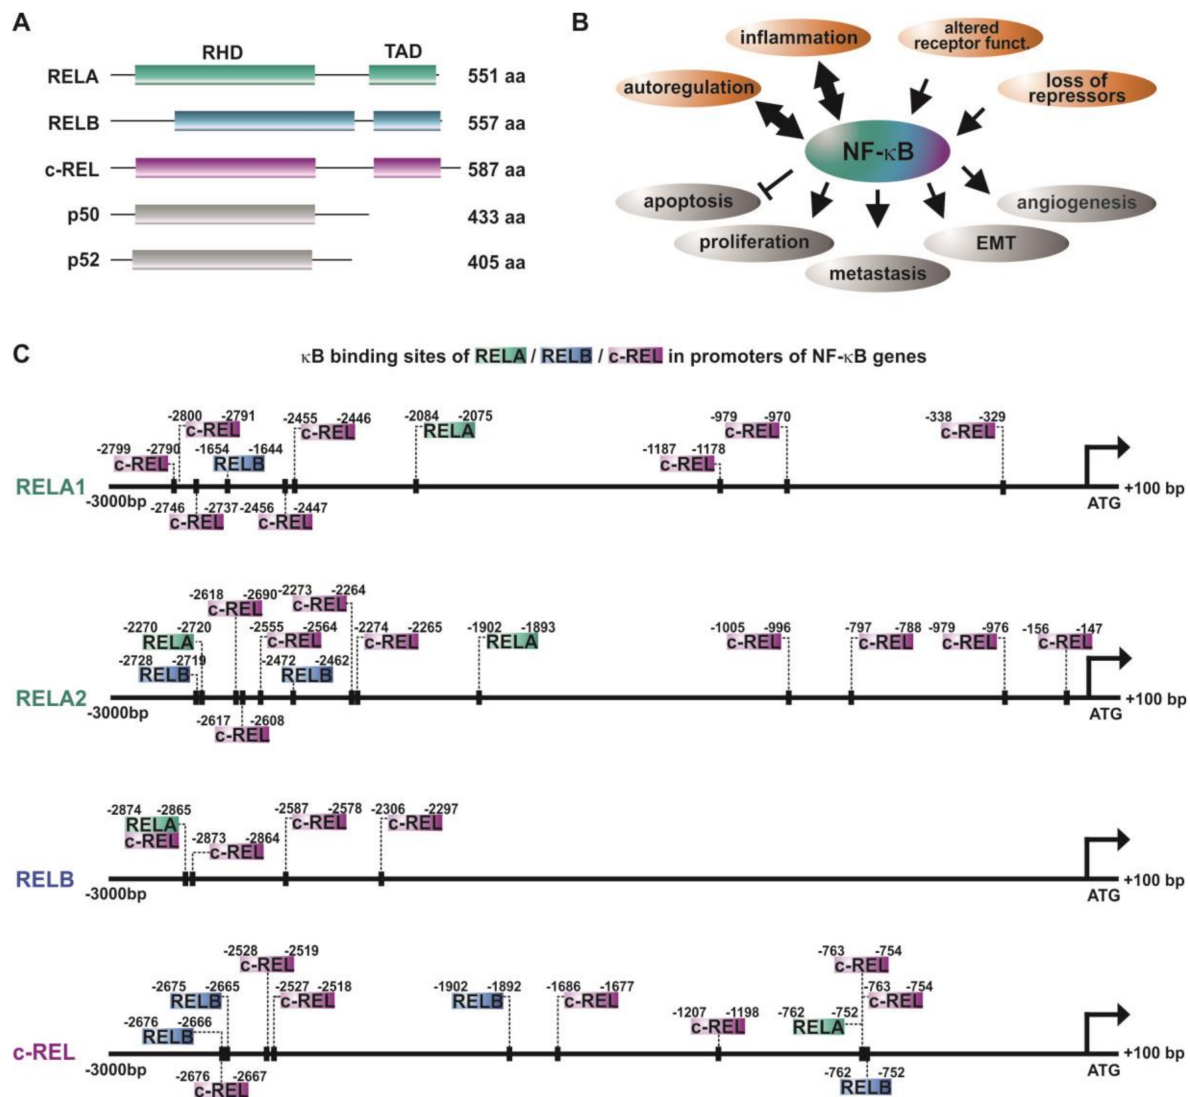 A
RHD TAD
RELA 551 aa
RELB 557 aa
c-REL 587 aa
p50 433 aa
p52 405 aa
B
inflammation
altered
receptor funct.
autoregulation
loss of
repressors
NF-κB
apoptosis
angiogenesis
proliferation
EMT
metastasis
C
κB binding sites of RELA / RELB / c-REL in promoters of NF-κB genes
-2800 -2791
c-REL
-2455 -2446
c-REL
-2084 -2075
RELA
-979 -970
c-REL
-338 -329
c-REL
-2799 -2790
c-REL
-1654 -1644
RELB
-1187 -1178
c-REL
RELA1
-3000bp
ATG
+100 bp
-2746 -2737
c-REL
-2456 -2447
c-REL
-2618 -2690
c-REL
-2273 -2264
c-REL
-2270 -2720
RELA
-2555 -2564
c-REL
-2274 -2265
c-REL
-1902 -1893
RELA
-1005 -996
c-REL
-797 -788
c-REL
-979 -976
c-REL
-156 -147
c-REL
-2728 -2719
RELB
-2472 -2462
RELB
RELA2
-3000bp
ATG
+100 bp
-2617 -2608
c-REL
-2874 -2865
RELA
c-REL
-2873 -2864
c-REL
-2587 -2578
c-REL
-2306 -2297
c-REL
RELB
-3000bp
ATG
+100 bp
-2528 -2519
c-REL
-763 -754
c-REL
-2675 -2665
RELB
-2527 -2518
c-REL
-1902 -1892
RELB
-1686 -1677
c-REL
-763 -754
c-REL
-2676 -2666
RELB
-1207 -1198
c-REL
-762 -752
RELA
c-REL
-3000bp
ATG
+100 bp
-2676 -2667
c-REL
-762 -752
RELB